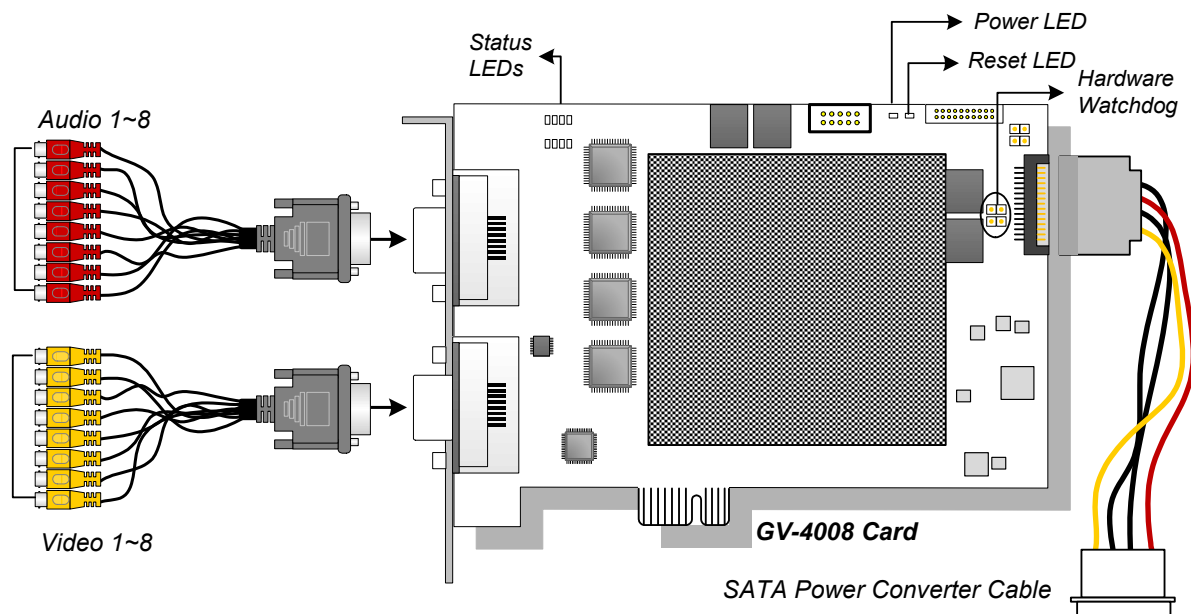 Power LED
Status
LEDs
Reset LED
Hardware
Watchdog
Audio 1~8
Video 1~8
GV-4008 Card
SATA Power Converter Cable